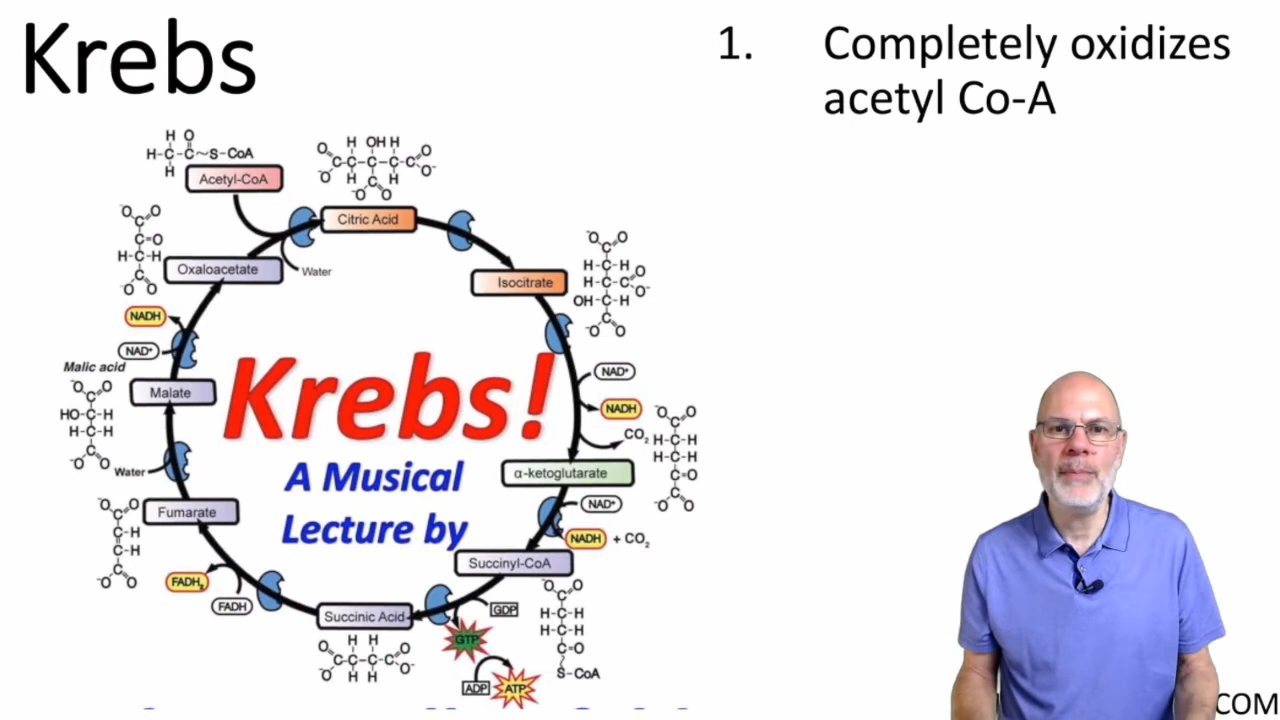 Krebs
1. Completely oxidizes
acetyl Co-A
H O
H-C-C~S-CoA
H
Acetyl-CoA
H OH H
Citric Acid
Water
Oxaloacetate
Isocitrate
NADH
NAD⁺
Malic acid
Malate
Krebs!
A Musical
Lecture by
NAD⁺
NADH
CO₂
α-ketoglutarate
NAD⁺
NADH + CO₂
Water
Fumarate
Succinyl-CoA
FADH₂
FADH
Succinic Acid
GDP
GTP
ADP
ATP
S-CoA
COM